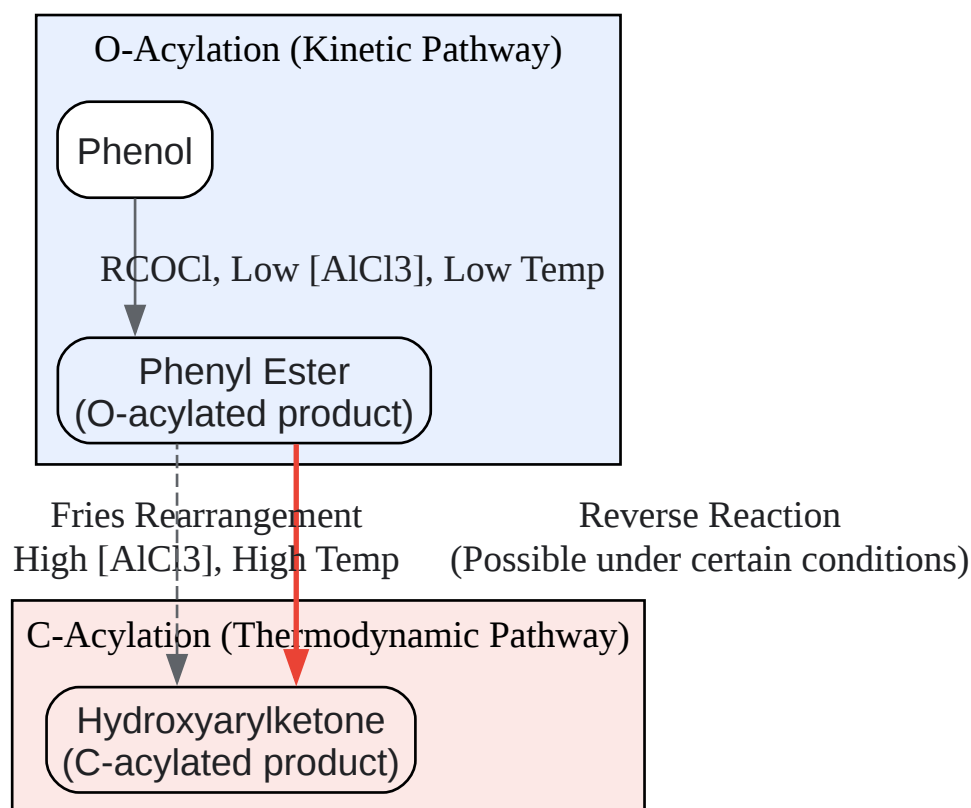 O-Acylation (Kinetic Pathway)
Phenol
RCOCl, Low [AlCl3], Low Temp
Phenyl Ester
(O-acylated product)
Fries Rearrangement
High [AlCl3], High Temp
Reverse Reaction
(Possible under certain conditions)
C-Acylation (Thermodynamic Pathway)
Hydroxyarylketone
(C-acylated product)